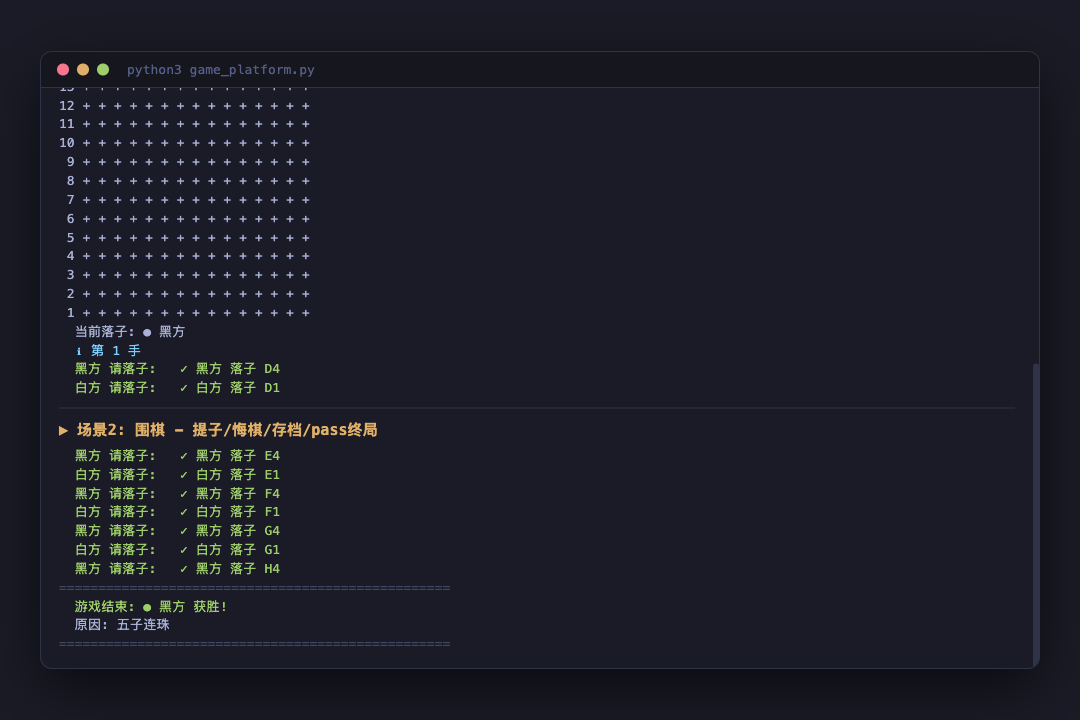 python3 game_platform.py
13 + + + + + + + + + + + + + + +
12 + + + + + + + + + + + + + + +
11 + + + + + + + + + + + + + + +
10 + + + + + + + + + + + + + + +
9 + + + + + + + + + + + + + + +
8 + + + + + + + + + + + + + + +
7 + + + + + + + + + + + + + + +
6 + + + + + + + + + + + + + + +
5 + + + + + + + + + + + + + + +
4 + + + + + + + + + + + + + + +
3 + + + + + + + + + + + + + + +
2 + + + + + + + + + + + + + + +
1 + + + + + + + + + + + + + + +
当前落子: ● 黑方
ℹ 第 1 手
黑方 请落子: ✓ 黑方 落子 D4
白方 请落子: ✓ 白方 落子 D1
▶ 场景2: 围棋 — 提子/悔棋/存档/pass终局
黑方 请落子: ✓ 黑方 落子 E4
白方 请落子: ✓ 白方 落子 E1
黑方 请落子: ✓ 黑方 落子 F4
白方 请落子: ✓ 白方 落子 F1
黑方 请落子: ✓ 黑方 落子 G4
白方 请落子: ✓ 白方 落子 G1
黑方 请落子: ✓ 黑方 落子 H4
==================================================
游戏结束: ● 黑方 获胜!
原因: 五子连珠
==================================================